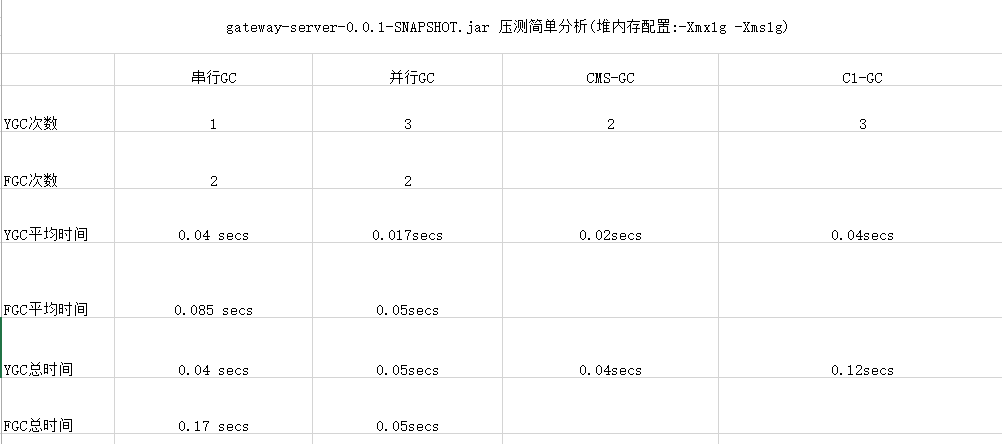 gateway-server-0.0.1-SNAPSHOT.jar 压测简单分析(堆内存配置:-Xmx1g -Xms1g)
串行GC 并行GC CMS-GC C1-GC
YGC次数 1 3 2 3
FGC次数 2 2
YGC平均时间 0.04 secs 0.017secs 0.02secs 0.04secs
FGC平均时间 0.085 secs 0.05secs
YGC总时间 0.04 secs 0.05secs 0.04secs 0.12secs
FGC总时间 0.17 secs 0.05secs